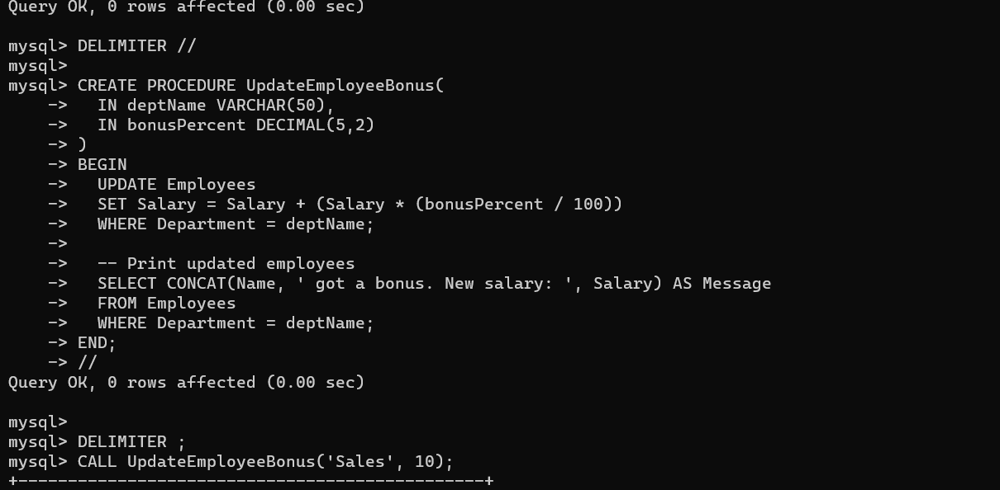 Query OK, 0 rows affected (0.00 sec)
mysql> DELIMITER //
mysql>
mysql> CREATE PROCEDURE UpdateEmployeeBonus(
    ->   IN deptName VARCHAR(50),
    ->   IN bonusPercent DECIMAL(5,2)
    -> )
    -> BEGIN
    ->   UPDATE Employees
    ->   SET Salary = Salary + (Salary * (bonusPercent / 100))
    ->   WHERE Department = deptName;
    ->
    ->   -- Print updated employees
    ->   SELECT CONCAT(Name, ' got a bonus. New salary: ', Salary) AS Message
    ->   FROM Employees
    ->   WHERE Department = deptName;
    -> END;
    -> //
Query OK, 0 rows affected (0.00 sec)
mysql>
mysql> DELIMITER ;
mysql> CALL UpdateEmployeeBonus('Sales', 10);
+-----------------------------------------------+